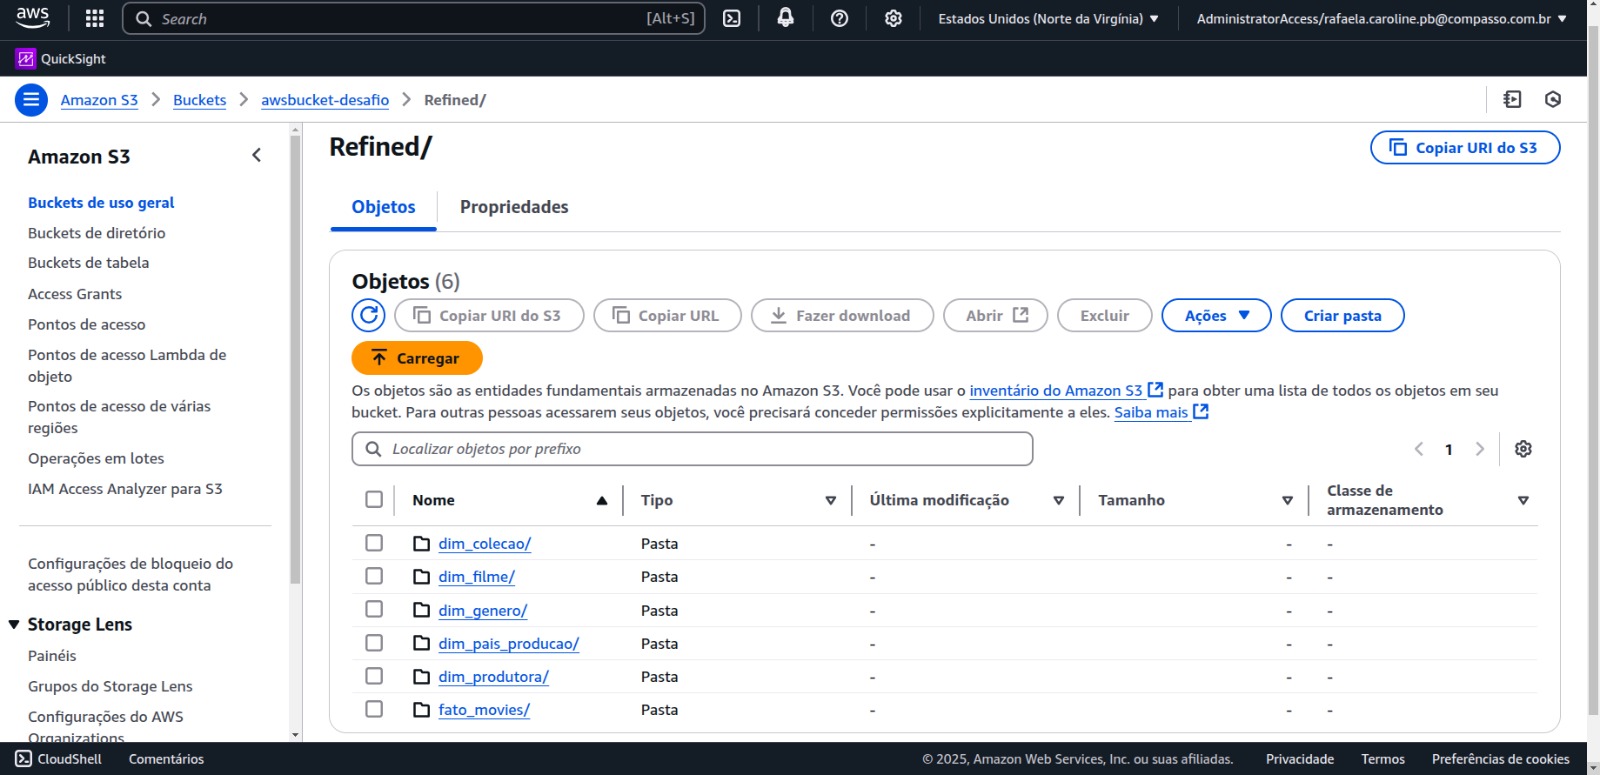 aws
Search [Alt+S]
Estados Unidos (Norte da Virgínia) ▼
AdministratorAccess/rafaela.caroline.pb@compasso.com.br ▼
QuickSight
Amazon S3 > Buckets > awsbucket-desafio > Refined/
Amazon S3
Buckets de uso geral
Buckets de diretório
Buckets de tabela
Access Grants
Pontos de acesso
Pontos de acesso Lambda de
objeto
Pontos de acesso de várias
regiões
Operações em lotes
IAM Access Analyzer para S3
Configurações de bloqueio do
acesso público desta conta
Storage Lens
Painéis
Grupos do Storage Lens
Configurações do AWS
Organizations
Refined/
Copiar URI do S3
Objetos
Propriedades
Objetos (6)
Copiar URI do S3
Copiar URL
Fazer download
Abrir
Excluir
Ações ▼
Criar pasta
Carregar
Os objetos são as entidades fundamentais armazenadas no Amazon S3. Você pode usar o inventário do Amazon S3 para obter uma lista de todos os objetos em seu
bucket. Para outras pessoas acessarem seus objetos, você precisará conceder permissões explicitamente a eles. Saiba mais
Localizar objetos por prefixo
1
Nome Tipo Última modificação Tamanho Classe de
armazenamento
dim_colecao/ Pasta - - -
dim_filme/ Pasta - - -
dim_genero/ Pasta - - -
dim_pais_producao/ Pasta - - -
dim_produtora/ Pasta - - -
fato_movies/ Pasta - - -
CloudShell
Comentários
© 2025, Amazon Web Services, Inc. ou suas afiliadas.
Privacidade
Termos
Preferências de cookies